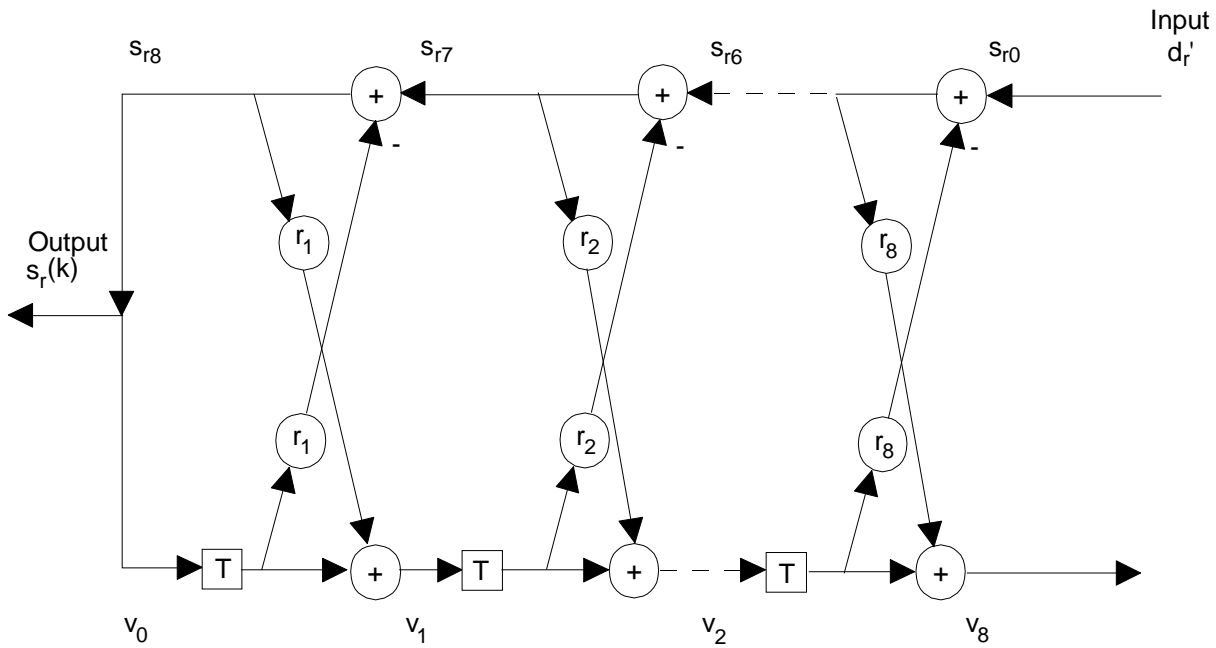 Input
d_r'
s_r8
s_r7
s_r6
s_r0
+
+
+
-
-
-
r_1
r_2
r_8
Output
s_r(k)
r_1
r_2
r_8
T
+
T
+
T
+
v_0
v_1
v_2
v_8